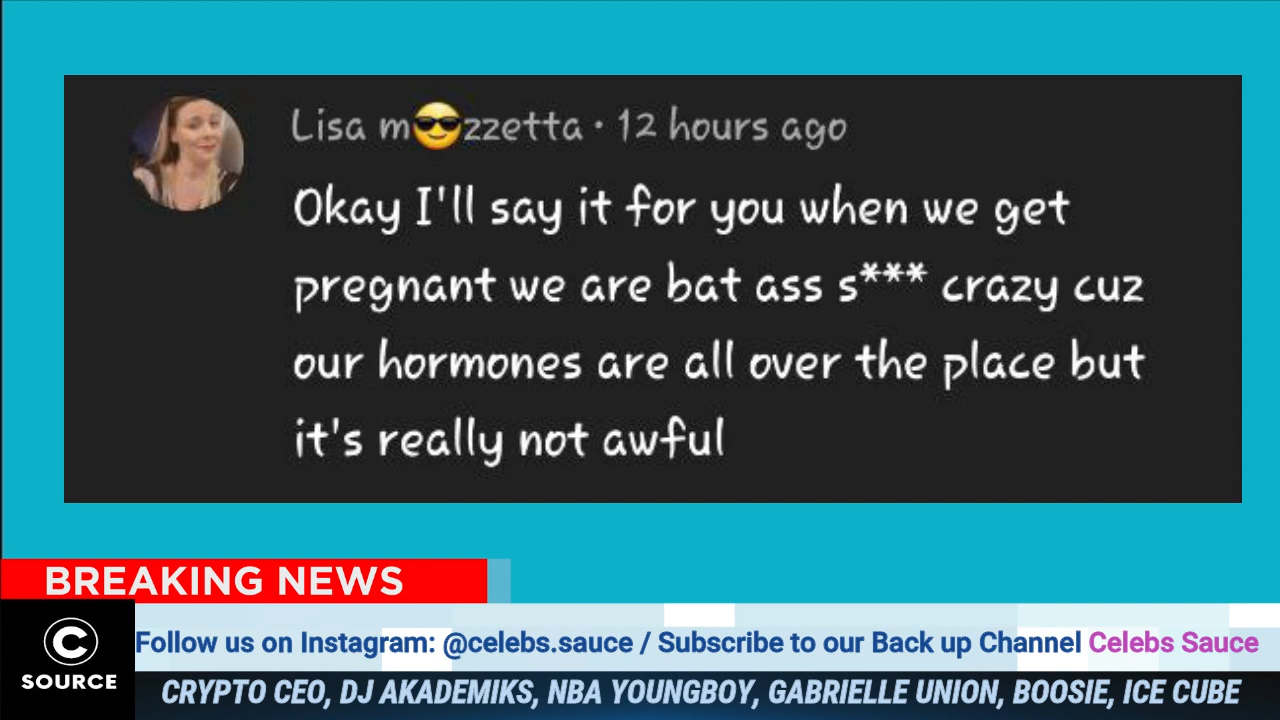 Lisa m😎zzetta · 12 hours ago
Okay I'll say it for you when we get
pregnant we are bat ass s*** crazy cuz
our hormones are all over the place but
it's really not awful
BREAKING NEWS
C
SOURCE
Follow us on Instagram: @celebs.sauce / Subscribe to our Back up Channel Celebs Sauce
CRYPTO CEO, DJ AKADEMIKS, NBA YOUNGBOY, GABRIELLE UNION, BOOSIE, ICE CUBE